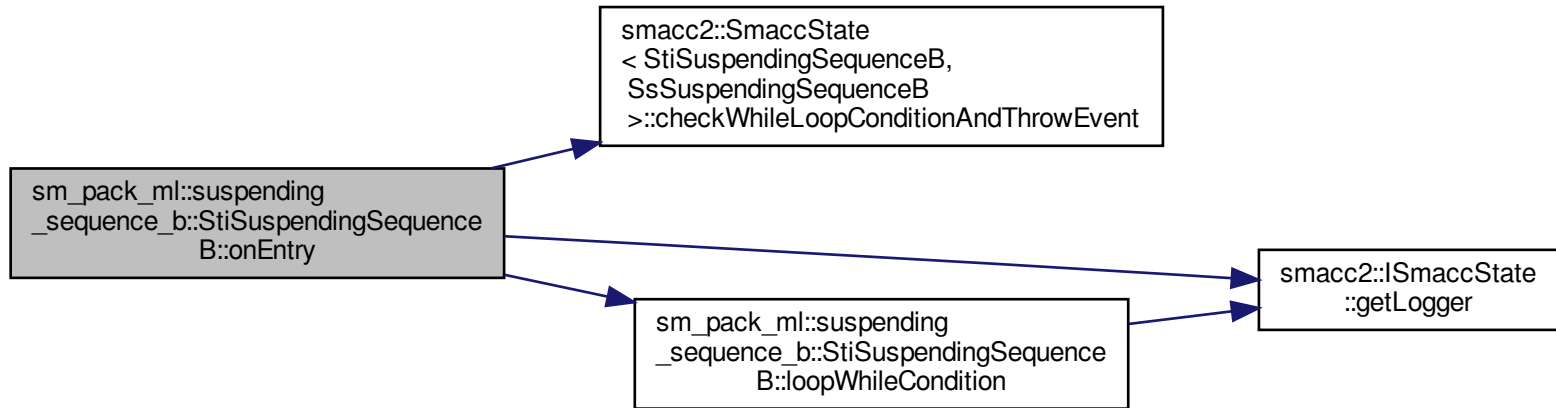 smacc2::SmaccState
< StiSuspendingSequenceB,
SsSuspendingSequenceB
>::checkWhileLoopConditionAndThrowEvent
sm_pack_ml::suspending
_sequence_b::StiSuspendingSequence
B::onEntry
smacc2::ISmaccState
::getLogger
sm_pack_ml::suspending
_sequence_b::StiSuspendingSequence
B::loopWhileCondition